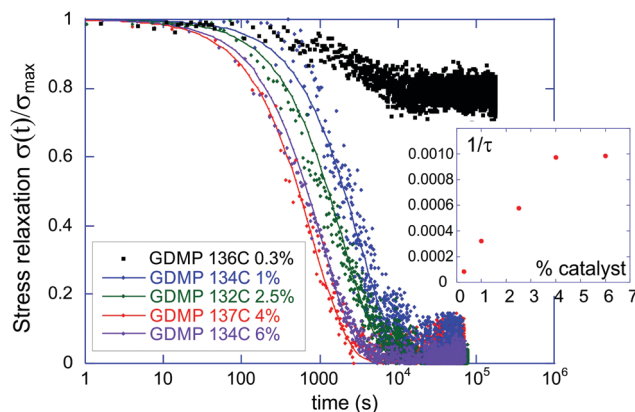 Stress relaxation σ(t)/σmax
1
0.8
0.6
0.4
0.2
0
1 10 100 1000 10⁴ 10⁵ 10⁶
time (s)
GDMP 136C 0.3%
GDMP 134C 1%
GDMP 132C 2.5%
GDMP 137C 4%
GDMP 134C 6%
1/τ
0.0010
0.0008
0.0006
0.0004
0.0002
0
% catalyst
0 1 2 3 4 5 6 7